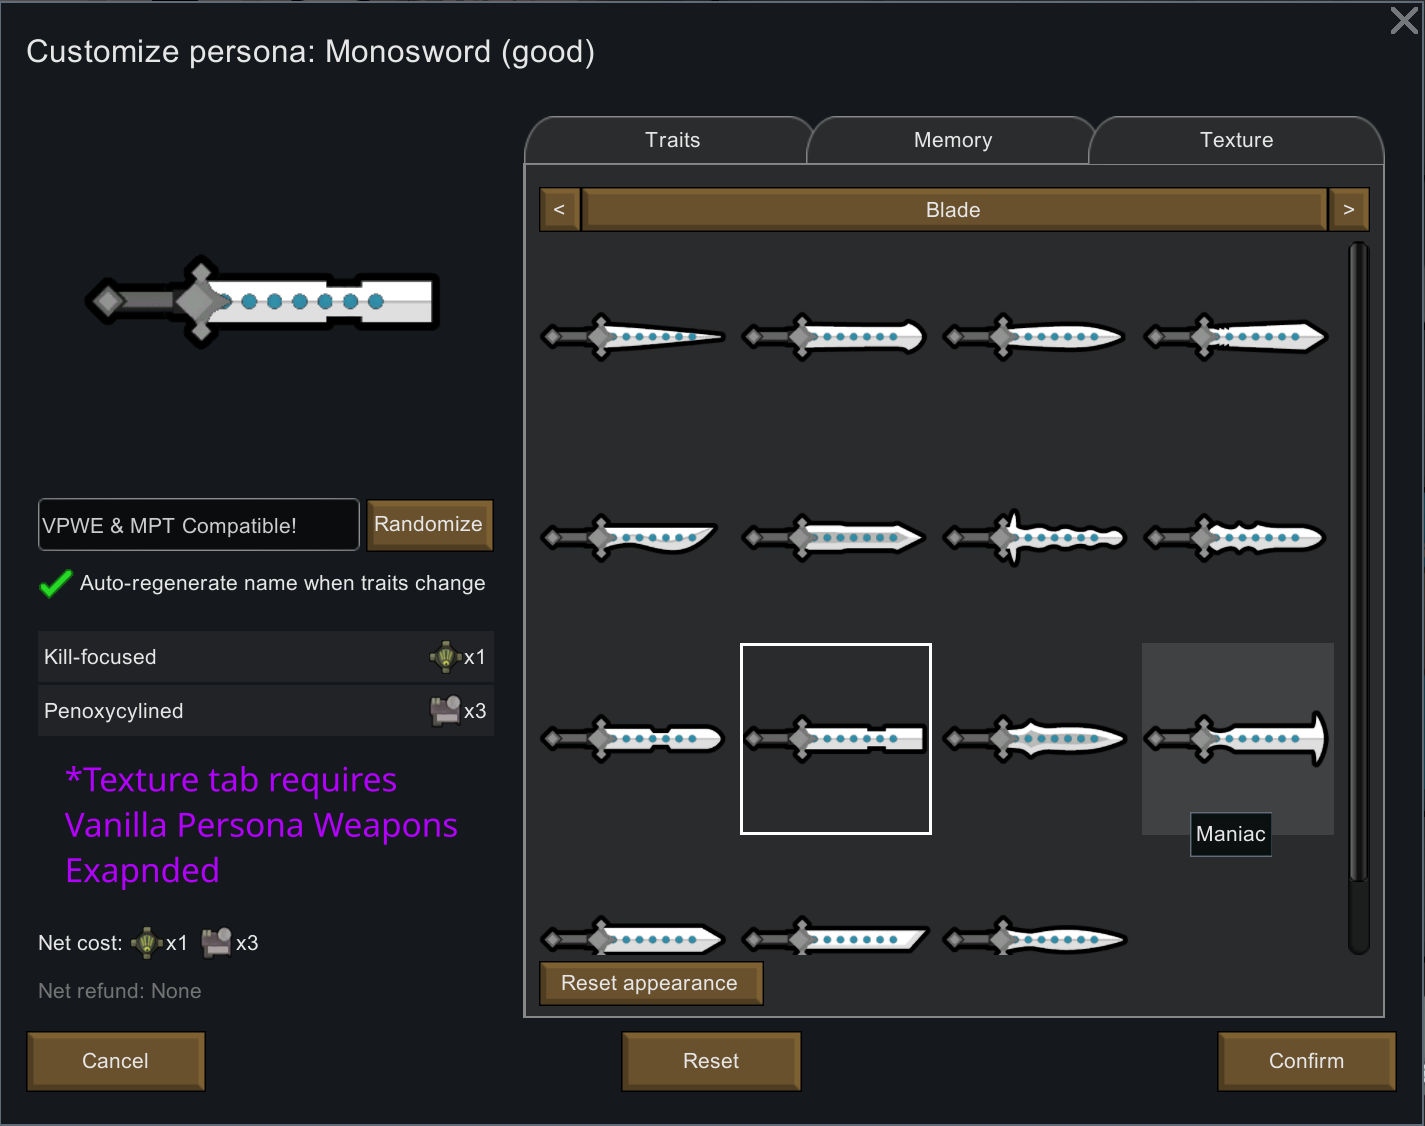 Customize persona: Monosword (good)
Traits
Memory
Texture
<
Blade
>
VPWE & MPT Compatible!
Randomize
Auto-regenerate name when traits change
Kill-focused
x1
Penoxycylined
x3
*Texture tab requires
Vanilla Persona Weapons
Exapnded
Maniac
Net cost: x1 x3
Net refund: None
Reset appearance
Cancel
Reset
Confirm